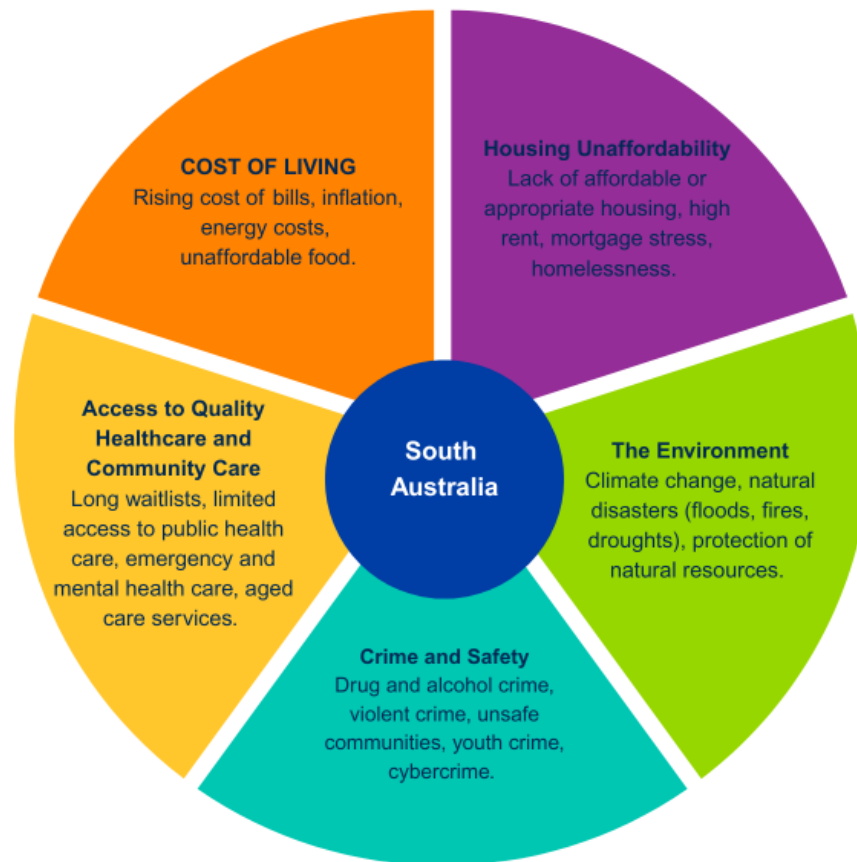 COST OF LIVING
Rising cost of bills, inflation,
energy costs,
unaffordable food.
Housing Unaffordability
Lack of affordable or
appropriate housing, high
rent, mortgage stress,
homelessness.
Access to Quality
Healthcare and
Community Care
Long waitlists, limited
access to public health
care, emergency and
mental health care, aged
care services.
South
Australia
The Environment
Climate change, natural
disasters (floods, fires,
droughts), protection of
natural resources.
Crime and Safety
Drug and alcohol crime,
violent crime, unsafe
communities, youth crime,
cybercrime.